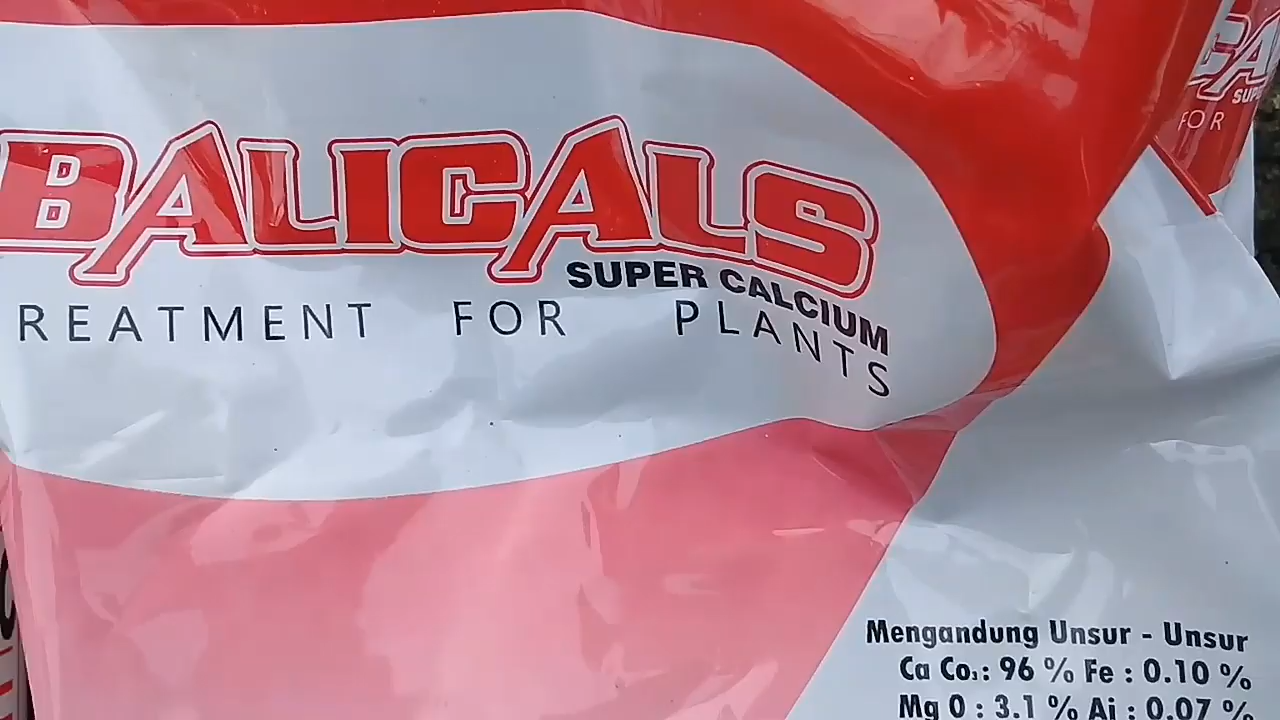 BALICALS
SUPER CALCIUM
REATMENT FOR PLANTS
FOR
Mengandung Unsur - Unsur
Ca Co₃: 96 % Fe : 0.10 %
Mg O : 3.1 % Ai : 0.07 %